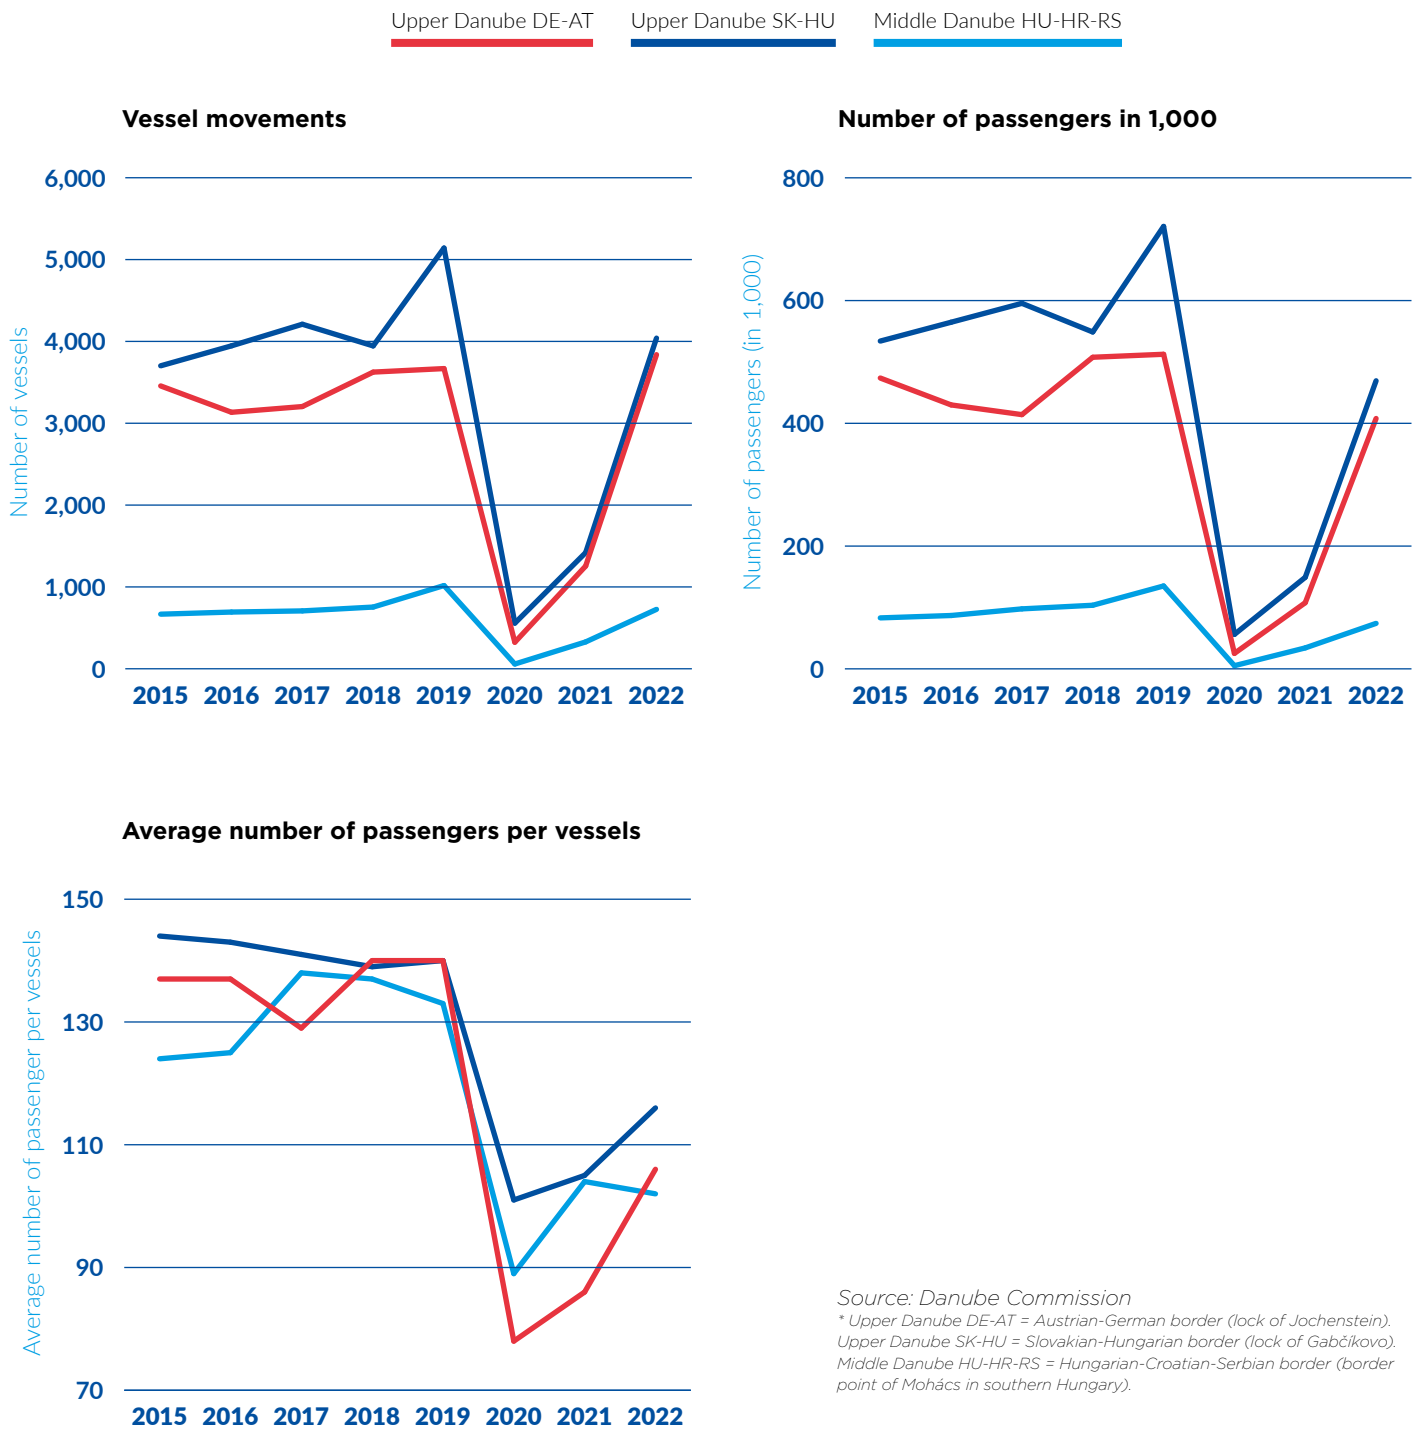 Upper Danube DE-AT
Upper Danube SK-HU
Middle Danube HU-HR-RS
Vessel movements
Number of vessels
6,000
5,000
4,000
3,000
2,000
1,000
0
2015 2016 2017 2018 2019 2020 2021 2022
Number of passengers in 1,000
Number of passengers (in 1,000)
800
600
400
200
0
2015 2016 2017 2018 2019 2020 2021 2022
Average number of passengers per vessels
Average number of passenger per vessels
150
130
110
90
70
2015 2016 2017 2018 2019 2020 2021 2022
Source: Danube Commission
* Upper Danube DE-AT = Austrian-German border (lock of Jochenstein).
Upper Danube SK-HU = Slovakian-Hungarian border (lock of Gabčíkovo).
Middle Danube HU-HR-RS = Hungarian-Croatian-Serbian border (border
point of Mohács in southern Hungary).